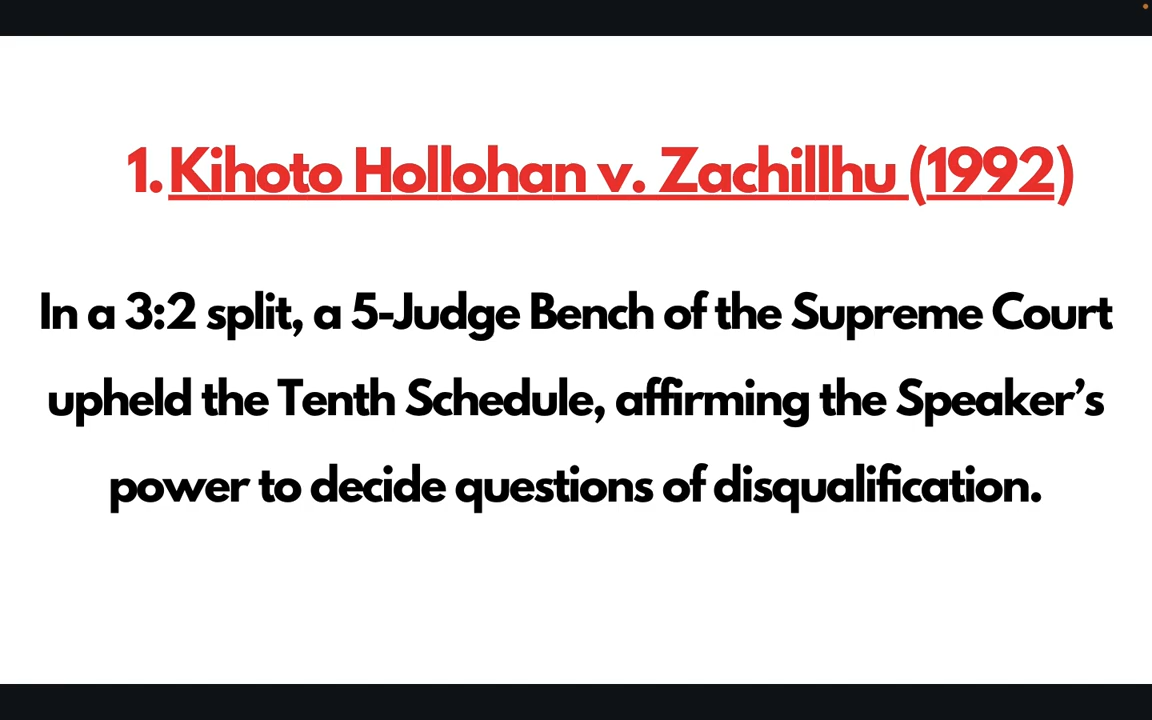 1. Kihoto Hollohan v. Zachillhu (1992)
In a 3:2 split, a 5-Judge Bench of the Supreme Court
upheld the Tenth Schedule, affirming the Speaker’s
power to decide questions of disqualification.